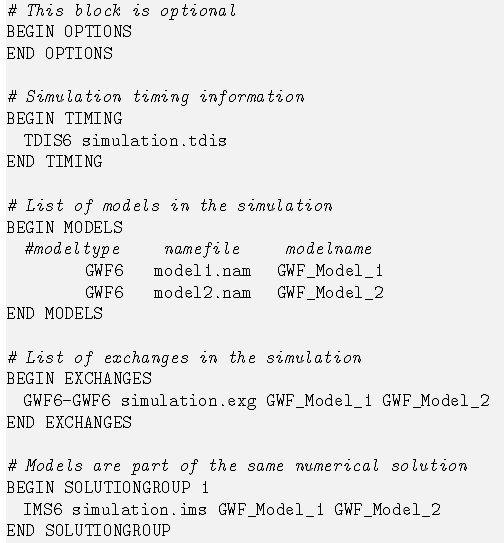 # This block is optional
BEGIN OPTIONS
END OPTIONS
# Simulation timing information
BEGIN TIMING
TDIS6 simulation.tdis
END TIMING
# List of models in the simulation
BEGIN MODELS
#modeltype namefile modelname
GWF6 model1.nam GWF_Model_1
GWF6 model2.nam GWF_Model_2
END MODELS
# List of exchanges in the simulation
BEGIN EXCHANGES
GWF6-GWF6 simulation.exg GWF_Model_1 GWF_Model_2
END EXCHANGES
# Models are part of the same numerical solution
BEGIN SOLUTIONGROUP 1
IMS6 simulation.ims GWF_Model_1 GWF_Model_2
END SOLUTIONGROUP